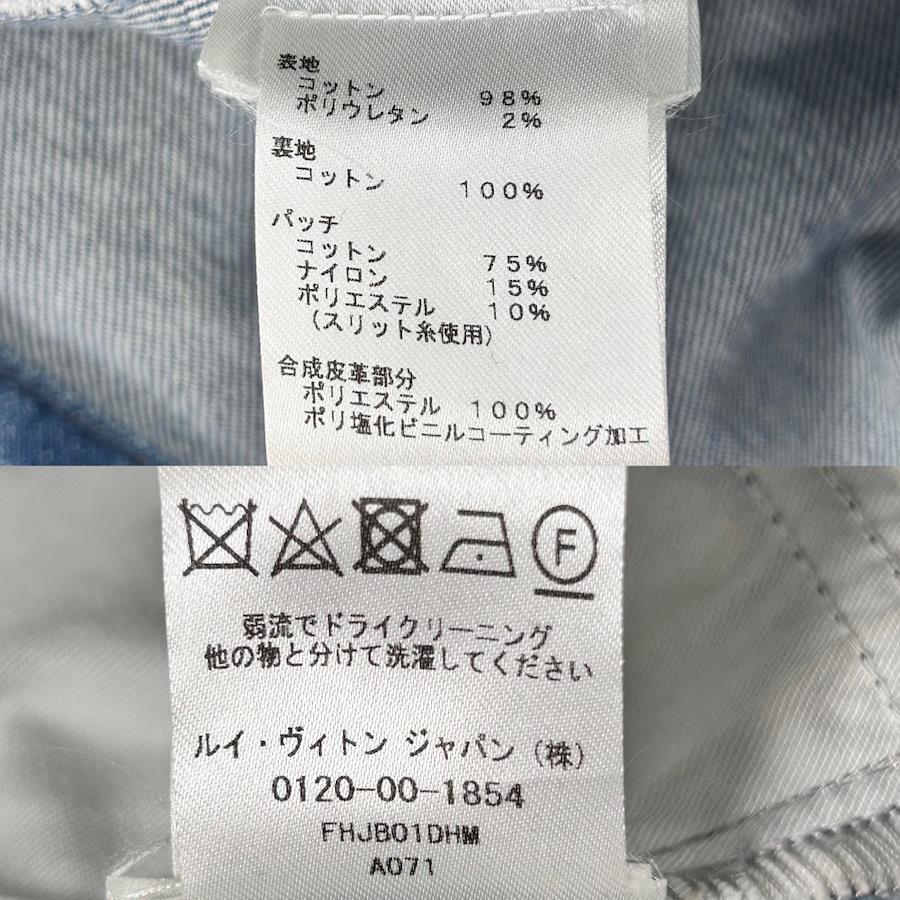 表地
コットン 98%
ポリウレタン 2%
裏地
コットン 100%
パッチ
コットン 75%
ナイロン 15%
ポリエステル 10%
(スリット糸使用)
合成皮革部分
ポリエステル 100%
ポリ塩化ビニルコーティング加工
F
弱流でドライクリーニング
他の物と分けて洗濯してください
ルイ・ヴィトン ジャパン(株)
0120-00-1854
FHJB01DHM
A071